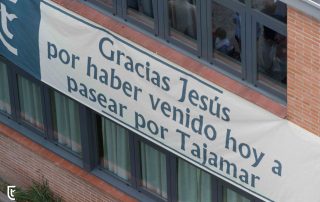 Gracias Jesús
por haber venido hoy a
pasear por Tajamar